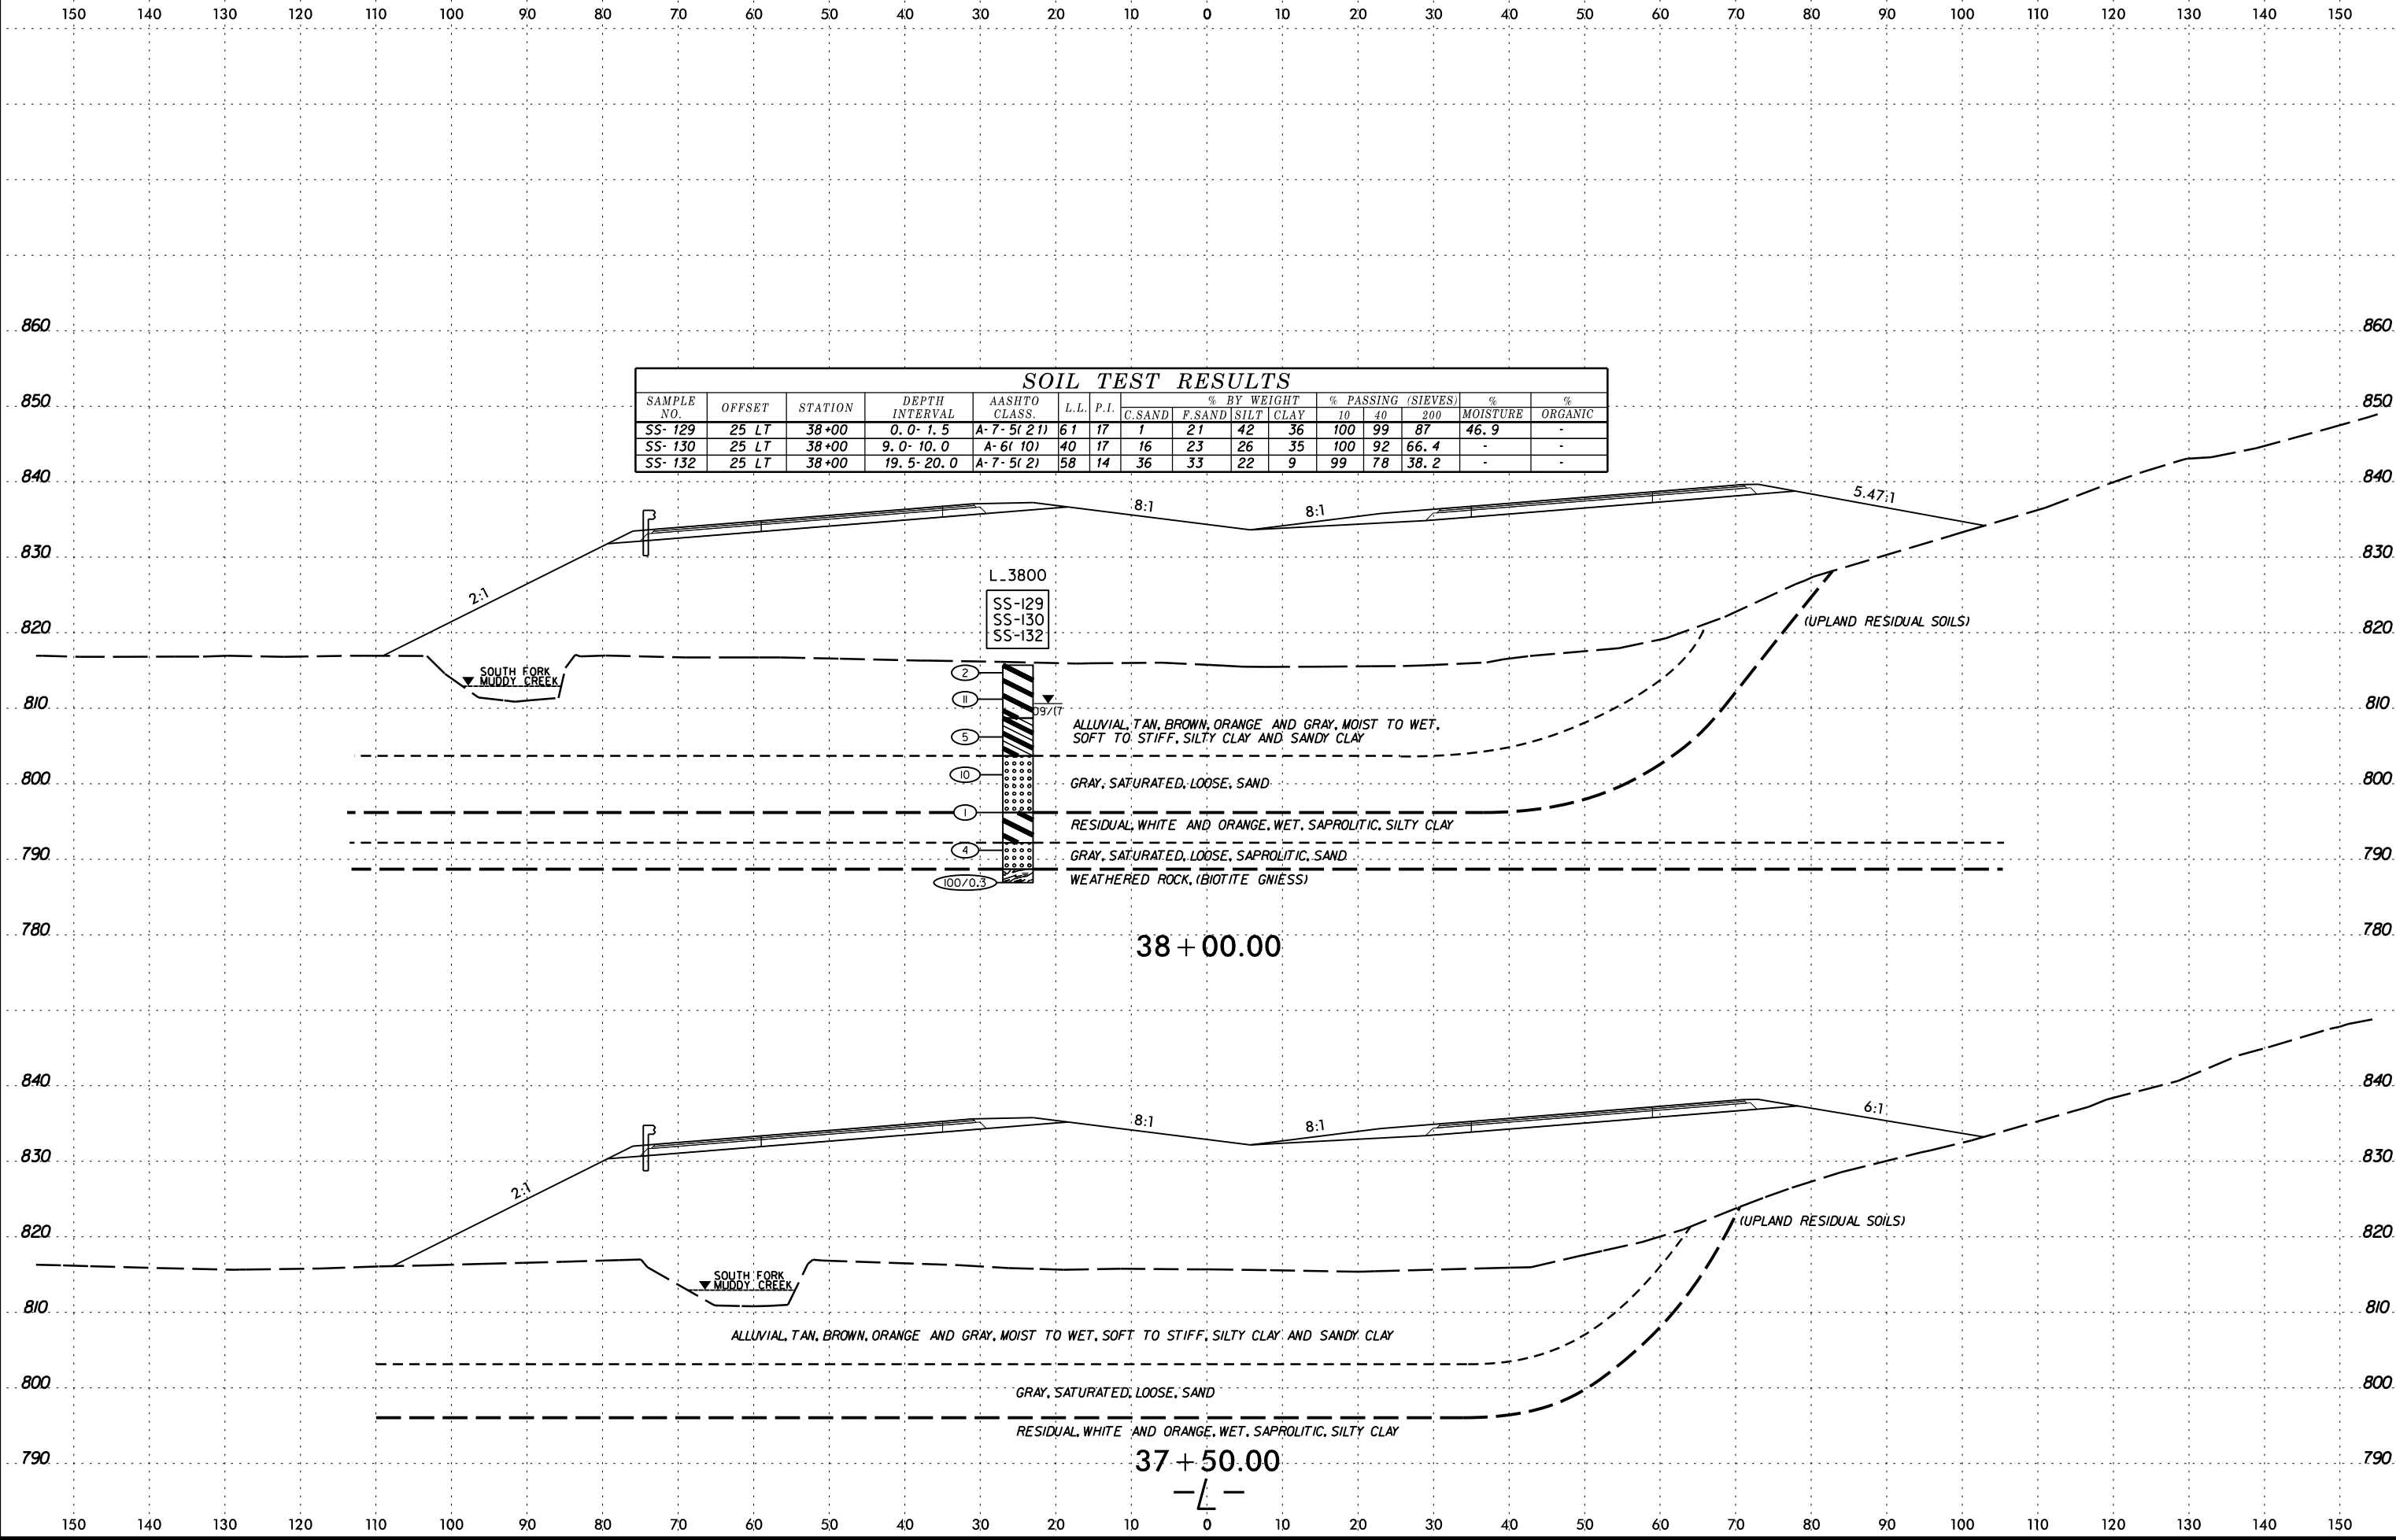 150 140 130 120 110 100 90 80 70 60 50 40 30 20 10 0 10 20 30 40 50 60 70 80 90 100 110 120 130 140 150
860 860
SOIL TEST RESULTS
SAMPLE NO. OFFSET STATION DEPTH INTERVAL AASHTO CLASS. L.L. P.I. % BY WEIGHT % PASSING (SIEVES) % MOISTURE % ORGANIC
C.SAND F.SAND SILT CLAY 10 40 200
SS-129 25 LT 38+00 0.0-1.5 A-7-5(21) 61 17 1 21 42 36 100 99 87 46.9 -
SS-130 25 LT 38+00 9.0-10.0 A-6(10) 40 17 16 23 26 35 100 92 66.4 - -
SS-132 25 LT 38+00 19.5-20.0 A-7-5(2) 58 14 36 33 22 9 99 78 38.2 - -
850 850
840 840
8:1 8:1 5.47:1
830 830
L_3800
2:1
SS-129
SS-130
SS-132
(UPLAND RESIDUAL SOILS)
820 820
SOUTH FORK
MUDDY CREEK
2
11
810 810
09/17
ALLUVIAL, TAN, BROWN, ORANGE AND GRAY, MOIST TO WET,
SOFT TO STIFF, SILTY CLAY AND SANDY CLAY
5
10
800 800
GRAY, SATURATED, LOOSE, SAND
1
RESIDUAL, WHITE AND ORANGE, WET, SAPROLITIC, SILTY CLAY
4
790 790
GRAY, SATURATED, LOOSE, SAPROLITIC, SAND
100/0.3
WEATHERED ROCK, (BIOTITE GNIESS)
780 780
38+00.00
840 840
8:1 8:1 6:1
830 830
2:1
(UPLAND RESIDUAL SOILS)
820 820
SOUTH FORK
MUDDY CREEK
810 810
ALLUVIAL, TAN, BROWN, ORANGE AND GRAY, MOIST TO WET, SOFT TO STIFF, SILTY CLAY AND SANDY CLAY
800 800
GRAY, SATURATED, LOOSE, SAND
RESIDUAL, WHITE AND ORANGE, WET, SAPROLITIC, SILTY CLAY
790 790
37+50.00
-L-
150 140 130 120 110 100 90 80 70 60 50 40 30 20 10 0 10 20 30 40 50 60 70 80 90 100 110 120 130 140 150